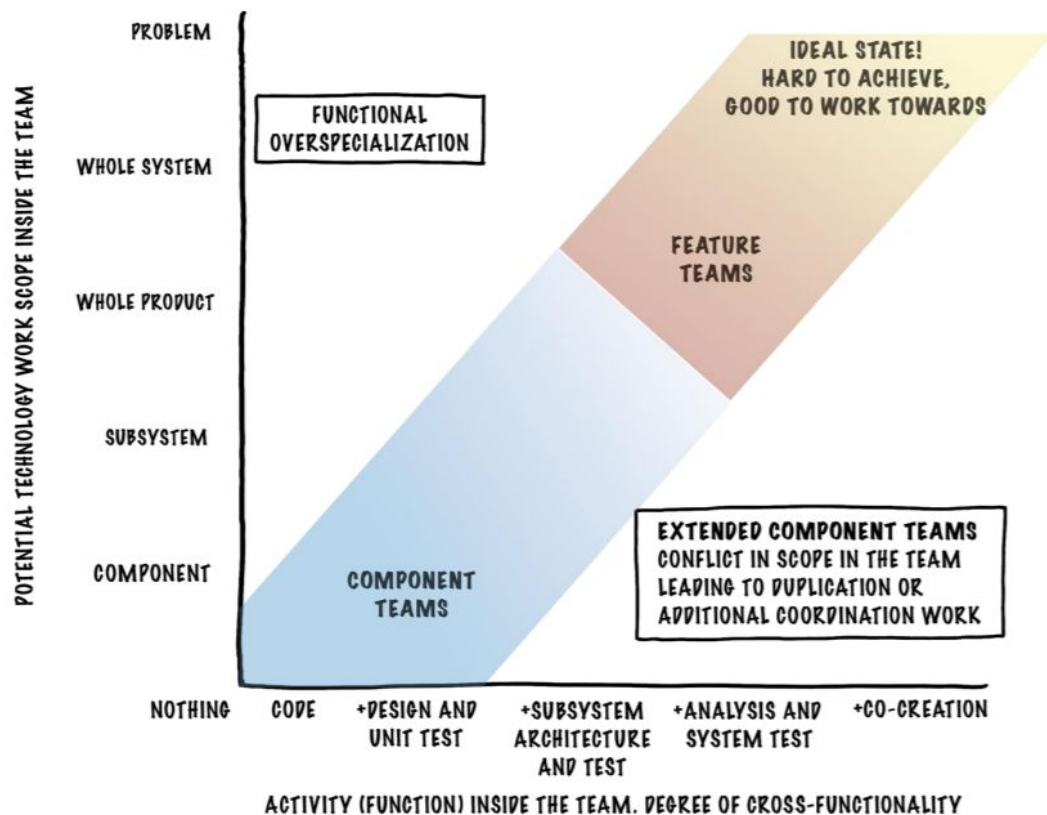 POTENTIAL TECHNOLOGY WORK SCOPE INSIDE THE TEAM
PROBLEM
WHOLE SYSTEM
WHOLE PRODUCT
SUBSYSTEM
COMPONENT
NOTHING
FUNCTIONAL
OVERSPECIALIZATION
IDEAL STATE!
HARD TO ACHIEVE,
GOOD TO WORK TOWARDS
FEATURE
TEAMS
COMPONENT
TEAMS
EXTENDED COMPONENT TEAMS
CONFLICT IN SCOPE IN THE TEAM
LEADING TO DUPLICATION OR
ADDITIONAL COORDINATION WORK
CODE
+DESIGN AND
UNIT TEST
+SUBSYSTEM
ARCHITECTURE
AND TEST
+ANALYSIS AND
SYSTEM TEST
+CO-CREATION
ACTIVITY (FUNCTION) INSIDE THE TEAM. DEGREE OF CROSS-FUNCTIONALITY